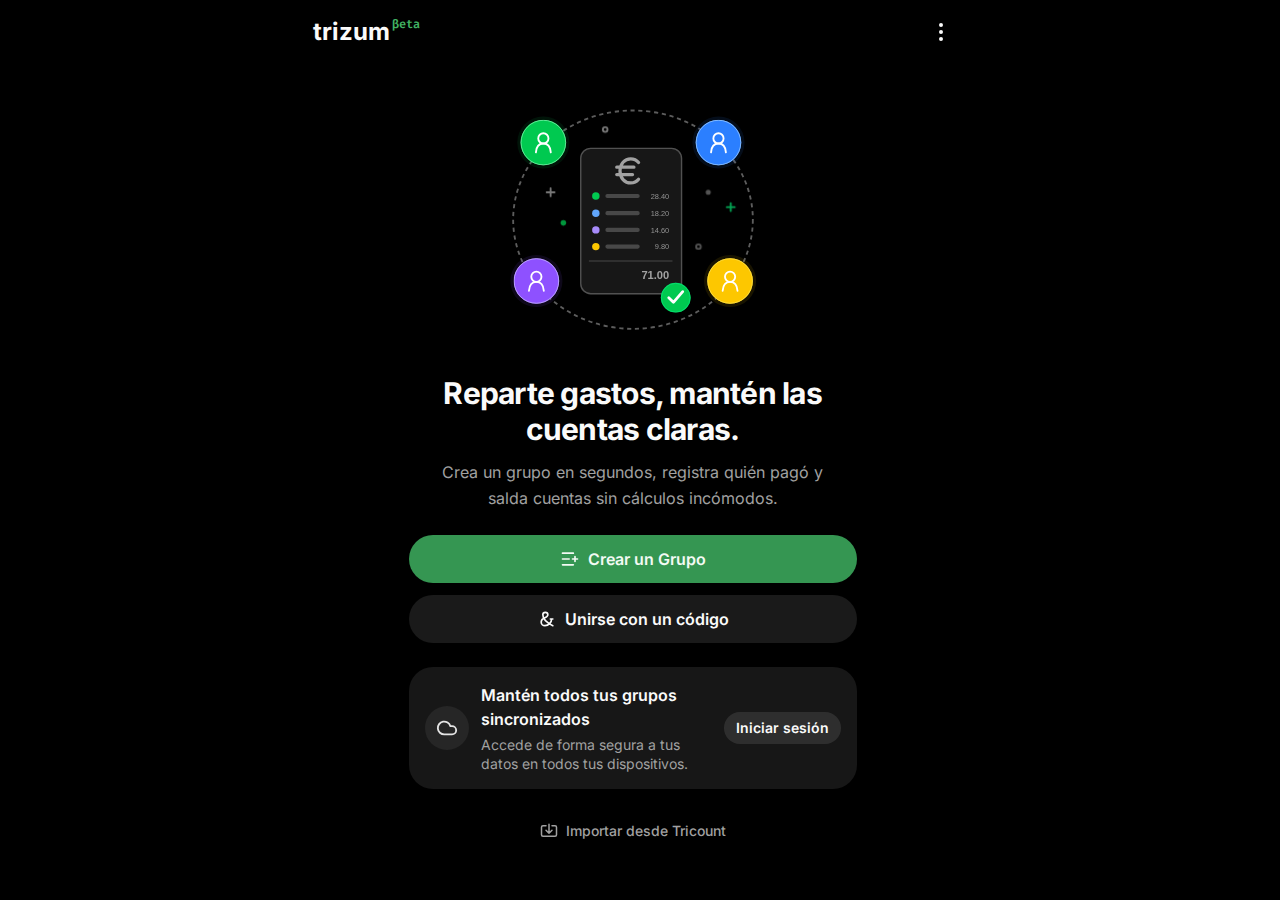 trizum βeta
€
28.40
18.20
14.60
9.80
71.00
Reparte gastos, mantén las
cuentas claras.
Crea un grupo en segundos, registra quién pagó y
salda cuentas sin cálculos incómodos.
Crear un Grupo
& Unirse con un código
Mantén todos tus grupos
sincronizados
Accede de forma segura a tus
datos en todos tus dispositivos.
Iniciar sesión
Importar desde Tricount